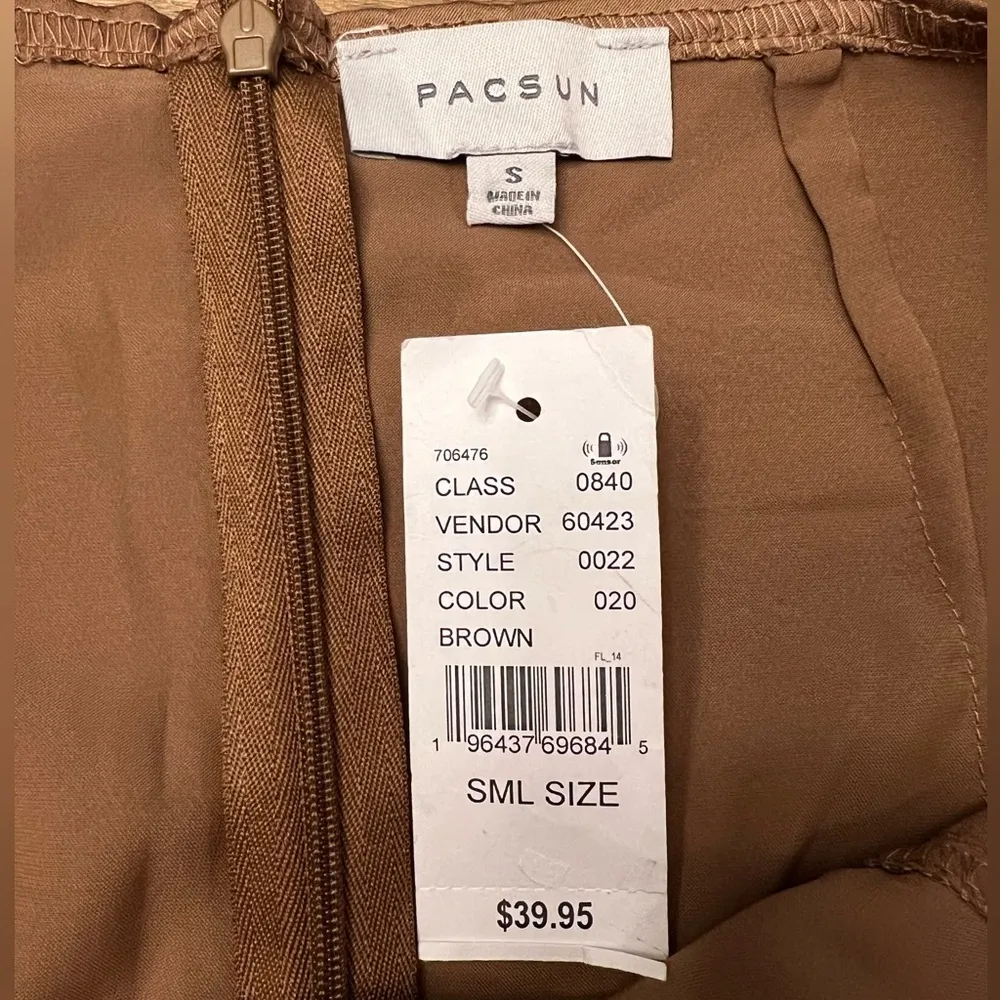 PACSUN
S
MADE IN
CHINA
706476
Sensor
CLASS 0840
VENDOR 60423
STYLE 0022
COLOR 020
BROWN
FL_14
1 96437 69684 5
SML SIZE
$39.95